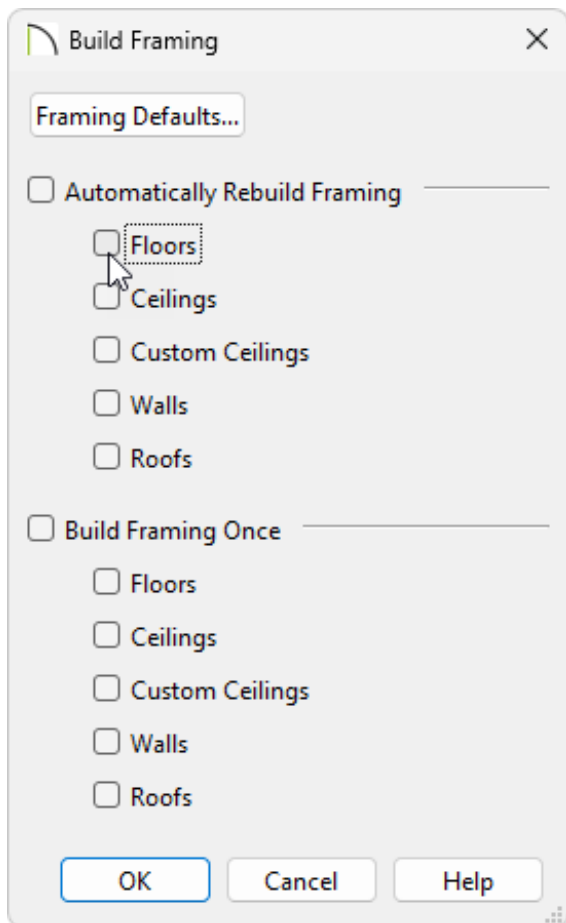 Build Framing
Framing Defaults...
Automatically Rebuild Framing
Floors
Ceilings
Custom Ceilings
Walls
Roofs
Build Framing Once
Floors
Ceilings
Custom Ceilings
Walls
Roofs
OK Cancel Help